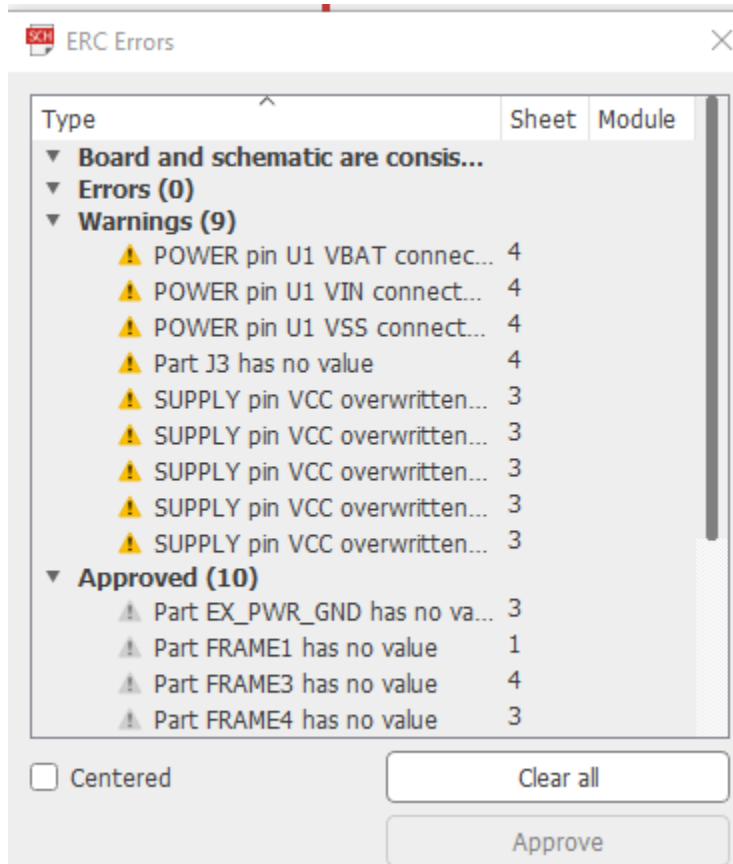 SCH ERC Errors
Type Sheet Module
Board and schematic are consis...
Errors (0)
Warnings (9)
POWER pin U1 VBAT connec... 4
POWER pin U1 VIN connect... 4
POWER pin U1 VSS connect... 4
Part J3 has no value 4
SUPPLY pin VCC overwritten... 3
SUPPLY pin VCC overwritten... 3
SUPPLY pin VCC overwritten... 3
SUPPLY pin VCC overwritten... 3
SUPPLY pin VCC overwritten... 3
Approved (10)
Part EX_PWR_GND has no va... 3
Part FRAME1 has no value 1
Part FRAME3 has no value 4
Part FRAME4 has no value 3
Centered Clear all
Approve